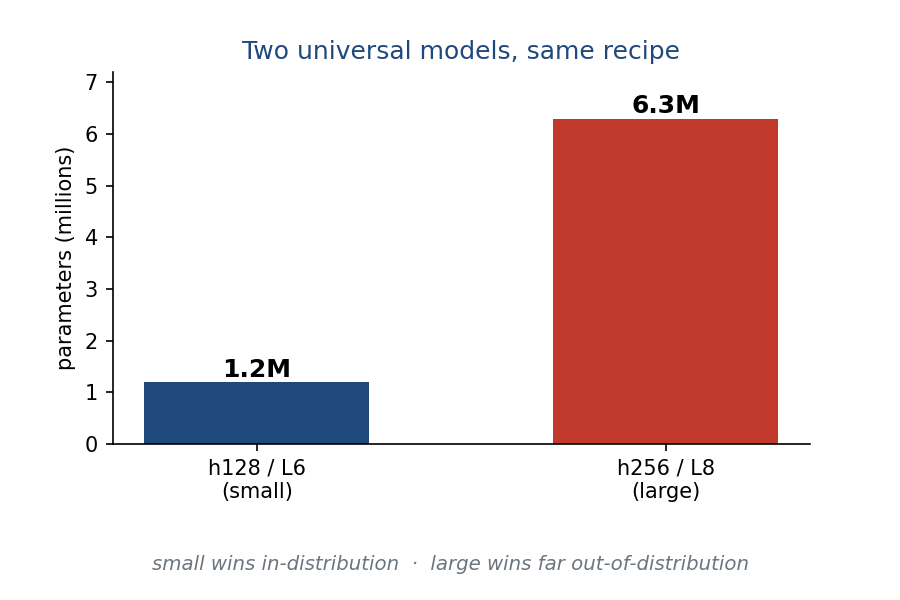 Two universal models, same recipe
parameters (millions)
7
6
5
4
3
2
1
0
1.2M
6.3M
h128 / L6
(small)
h256 / L8
(large)
small wins in-distribution · large wins far out-of-distribution